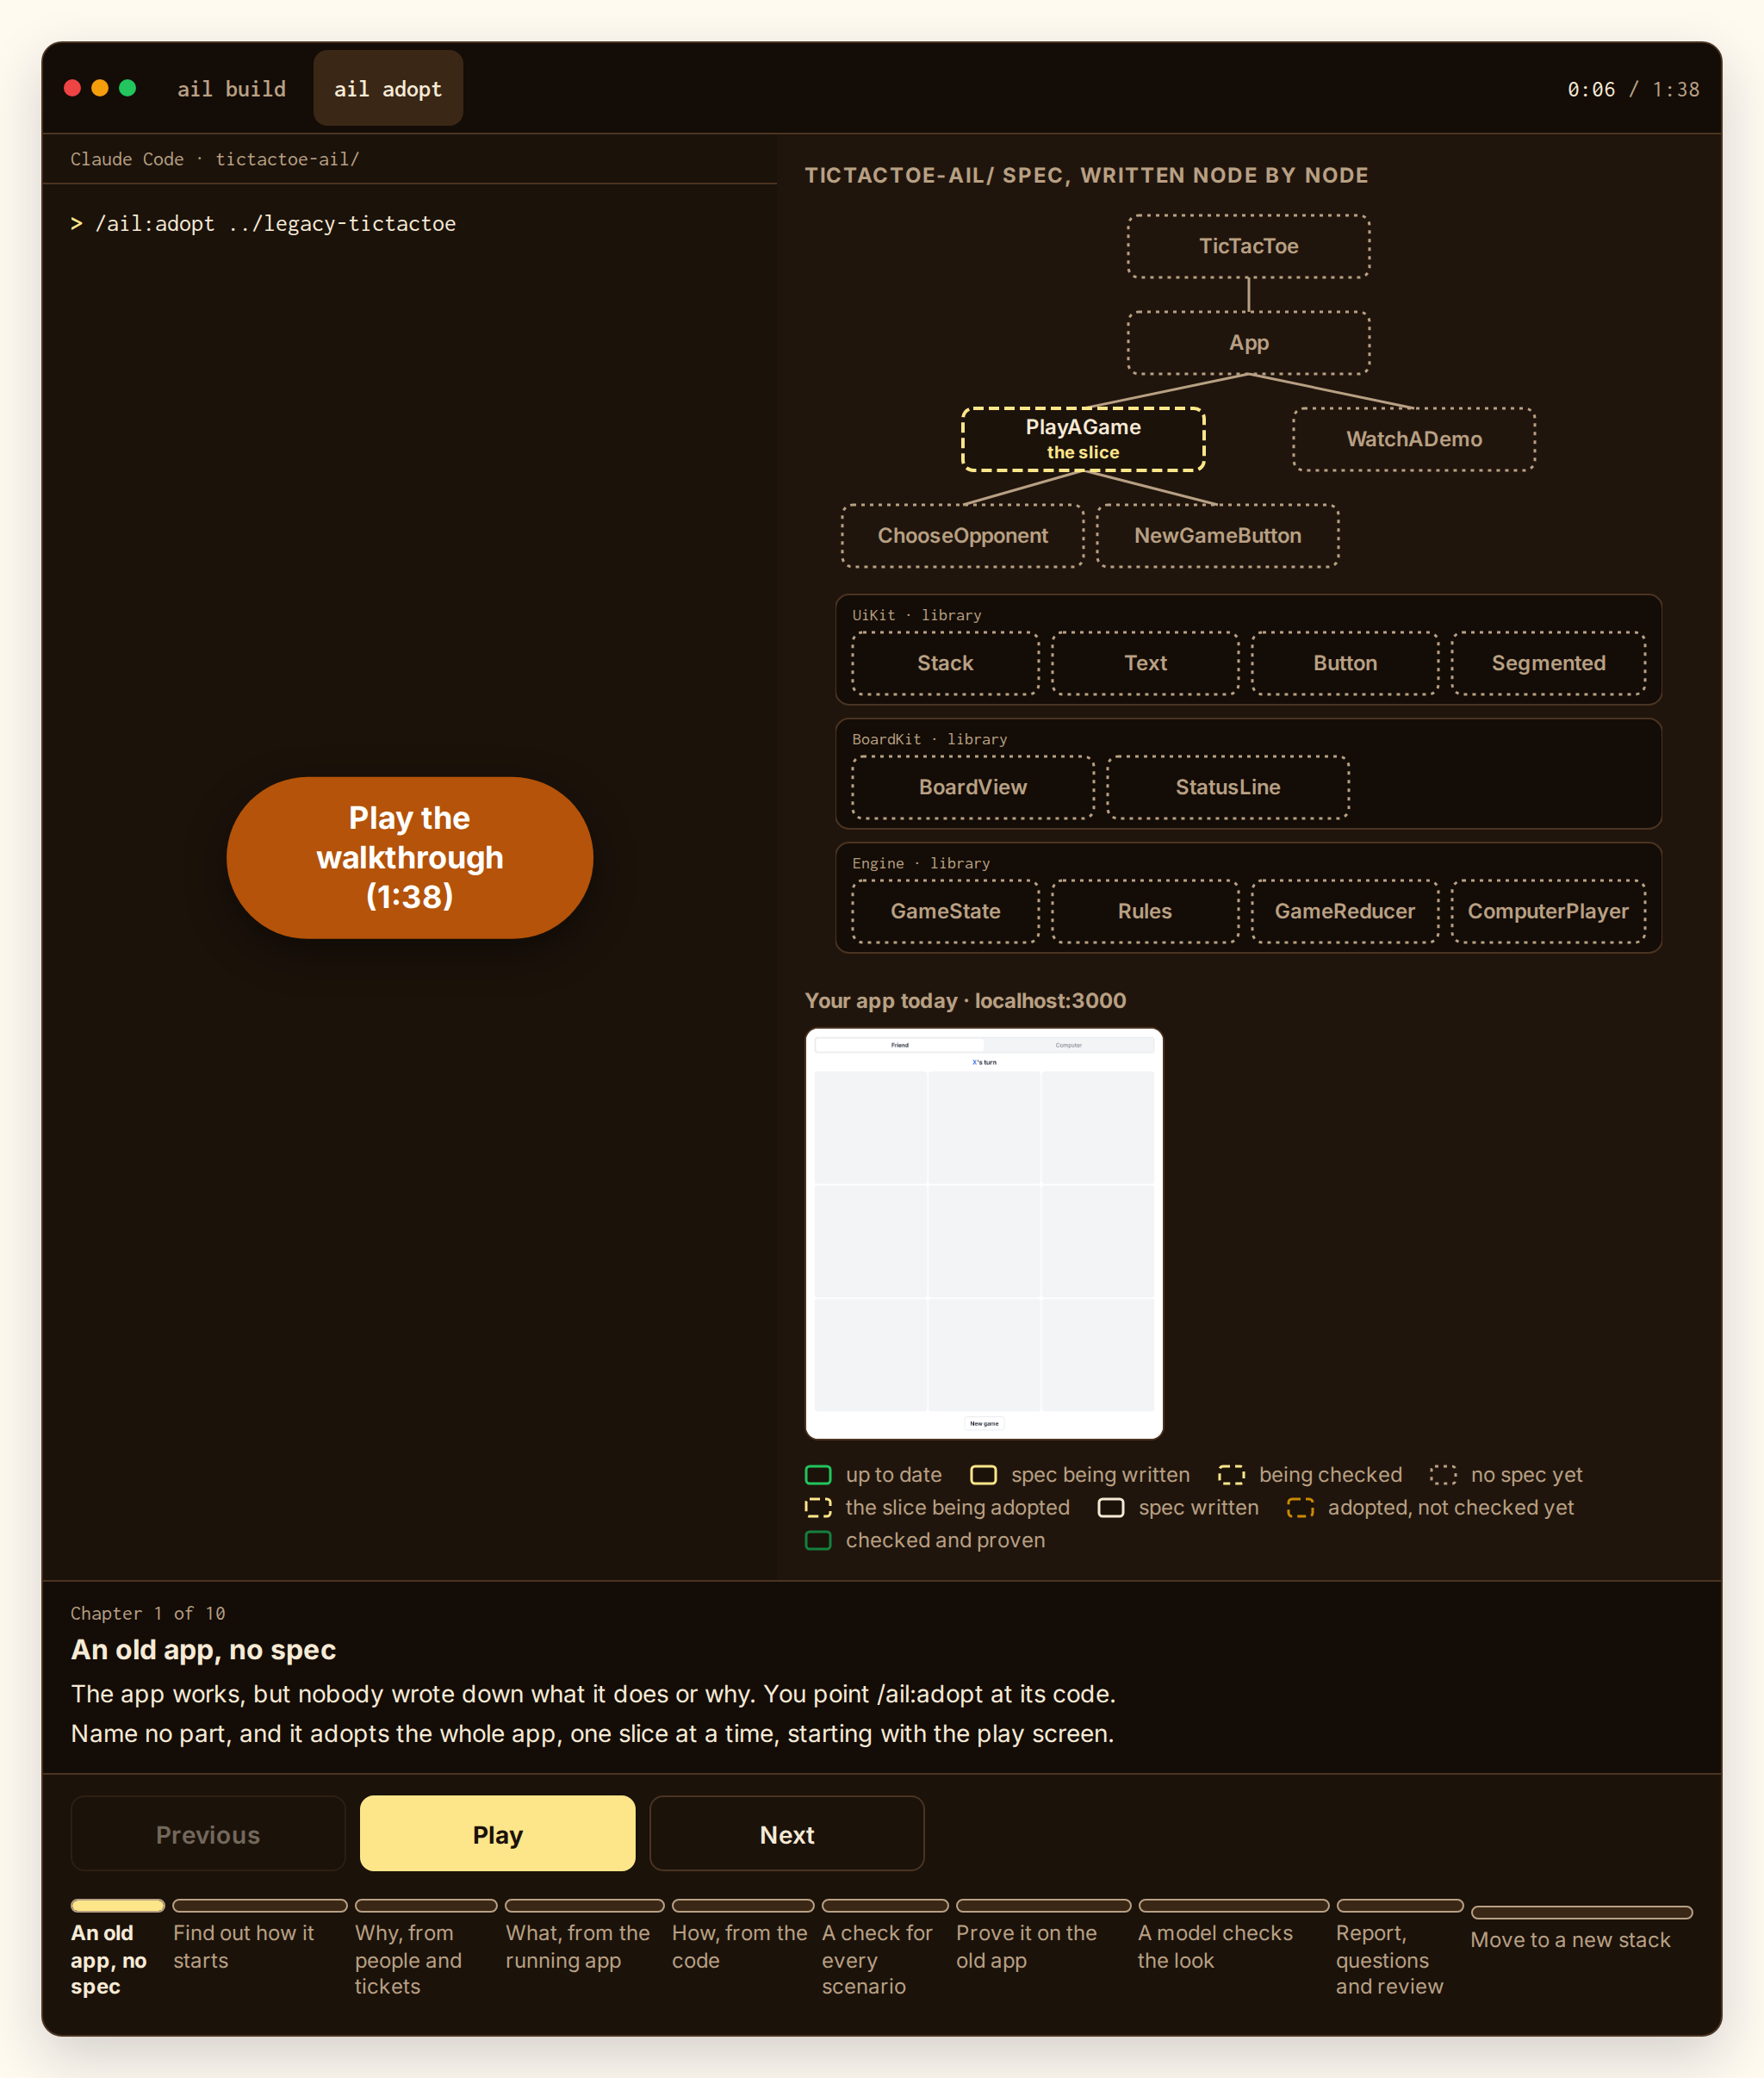 ail build
ail adopt
0:06 / 1:38
Claude Code · tictactoe-ail/
> /ail:adopt ../legacy-tictactoe
Play the
walkthrough
(1:38)
TICTACTOE-AIL/ SPEC, WRITTEN NODE BY NODE
TicTacToe
App
PlayAGame
the slice
WatchADemo
ChooseOpponent
NewGameButton
UiKit · library
Stack
Text
Button
Segmented
BoardKit · library
BoardView
StatusLine
Engine · library
GameState
Rules
GameReducer
ComputerPlayer
Your app today · localhost:3000
Friend
Computer
X's turn
New game
up to date
spec being written
being checked
no spec yet
the slice being adopted
spec written
adopted, not checked yet
checked and proven
Chapter 1 of 10
An old app, no spec
The app works, but nobody wrote down what it does or why. You point /ail:adopt at its code.
Name no part, and it adopts the whole app, one slice at a time, starting with the play screen.
Previous
Play
Next
An old
app, no
spec
Find out how it
starts
Why, from
people and
tickets
What, from the
running app
How, from the
code
A check for
every
scenario
Prove it on the
old app
A model checks
the look
Report,
questions
and review
Move to a new stack